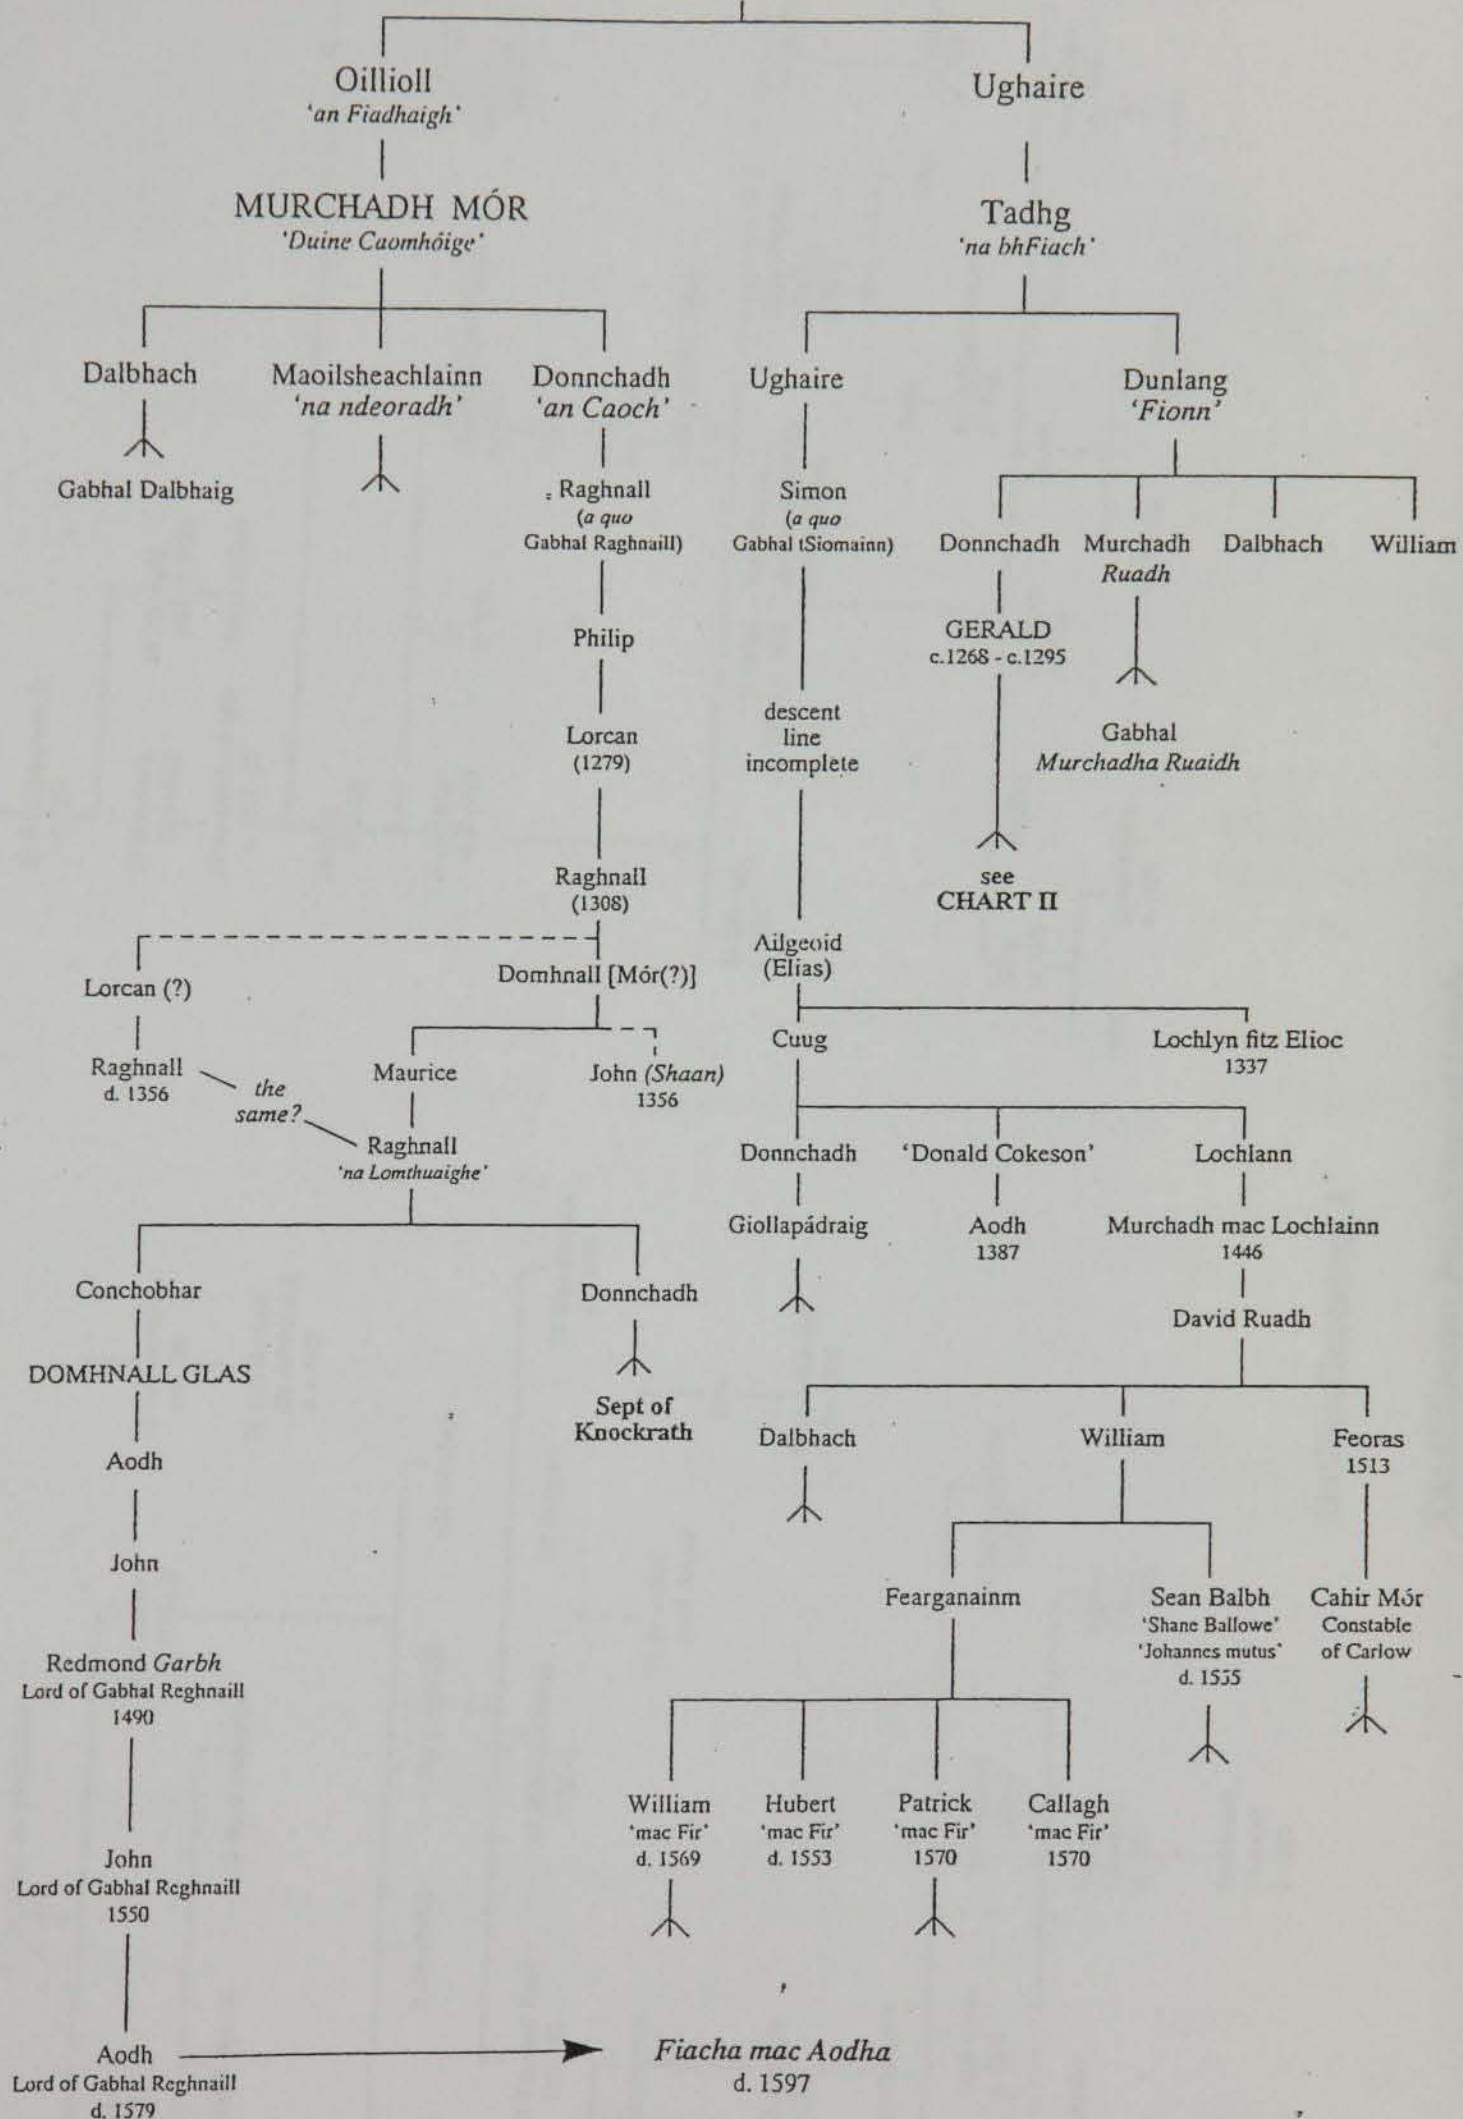 Oillioll
'an Fiadhaigh'
Ughaire
MURCHADH MÓR
'Duine Caomhóige'
Tadhg
'na bhFiach'
Dalbhach
Maoilsheachlainn
'na ndeoradh'
Donnchadh
'an Caoch'
Ughaire
Dunlang
'Fionn'
Gabhal Dalbhaig
Raghnall
(a quo
Gabhal Raghnaill)
Simon
(a quo
Gabhal tSiomainn)
Donnchadh
Murchadh
Ruadh
Dalbhach
William
GERALD
c.1268 - c.1295
Philip
descent
line
incomplete
Gabhal
Murchadha Ruaidh
Lorcan
(1279)
Raghnall
(1308)
see
CHART II
Ailgeoid
(Elias)
Lorcan (?)
Domhnall [Mór(?)]
Cuug
Lochlyn fitz Elioc
1337
Raghnall
d. 1356
the
same?
Maurice
John (Shaan)
1356
Raghnall
'na Lomthuaighe'
Donnchadh
'Donald Cokeson'
Lochlann
Giollapádraig
Aodh
1387
Murchadh mac Lochlainn
1446
Conchobhar
Donnchadh
David Ruadh
DOMHNALL GLAS
Sept of
Knockrath
Dalbhach
William
Feoras
1513
Aodh
John
Fearganainm
Sean Balbh
'Shane Ballowe'
'Johannes mutus'
d. 1555
Cahir Mór
Constable
of Carlow
Redmond Garbh
Lord of Gabhal Reghnaill
1490
William
'mac Fir'
d. 1569
Hubert
'mac Fir'
d. 1553
Patrick
'mac Fir'
1570
Callagh
'mac Fir'
1570
John
Lord of Gabhal Reghnaill
1550
Aodh
Lord of Gabhal Reghnaill
d. 1579
Fiacha mac Aodha
d. 1597